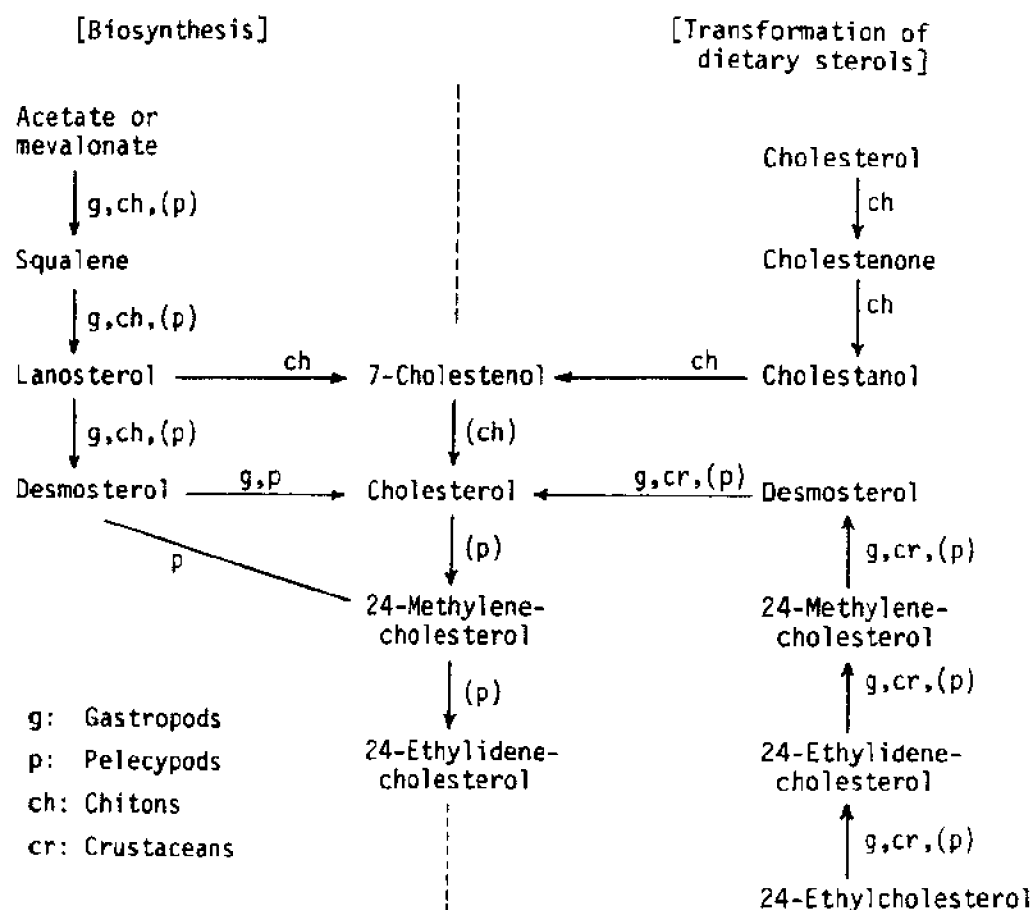 [Biosynthesis]
[Transformation of
dietary sterols]
Acetate or
mevalonate
Cholesterol
g,ch,(p)
ch
Squalene
Cholestenone
g,ch,(p)
ch
Lanosterol
ch
7-Cholestenol
ch
Cholestanol
g,ch,(p)
(ch)
Desmosterol
g,p
Cholesterol
g,cr,(p)
Desmosterol
p
(p)
g,cr,(p)
24-Methylene-
cholesterol
24-Methylene-
cholesterol
(p)
g,cr,(p)
24-Ethylidene-
cholesterol
24-Ethylidene-
cholesterol
g,cr,(p)
24-Ethylcholesterol
g: Gastropods
p: Pelecypods
ch: Chitons
cr: Crustaceans